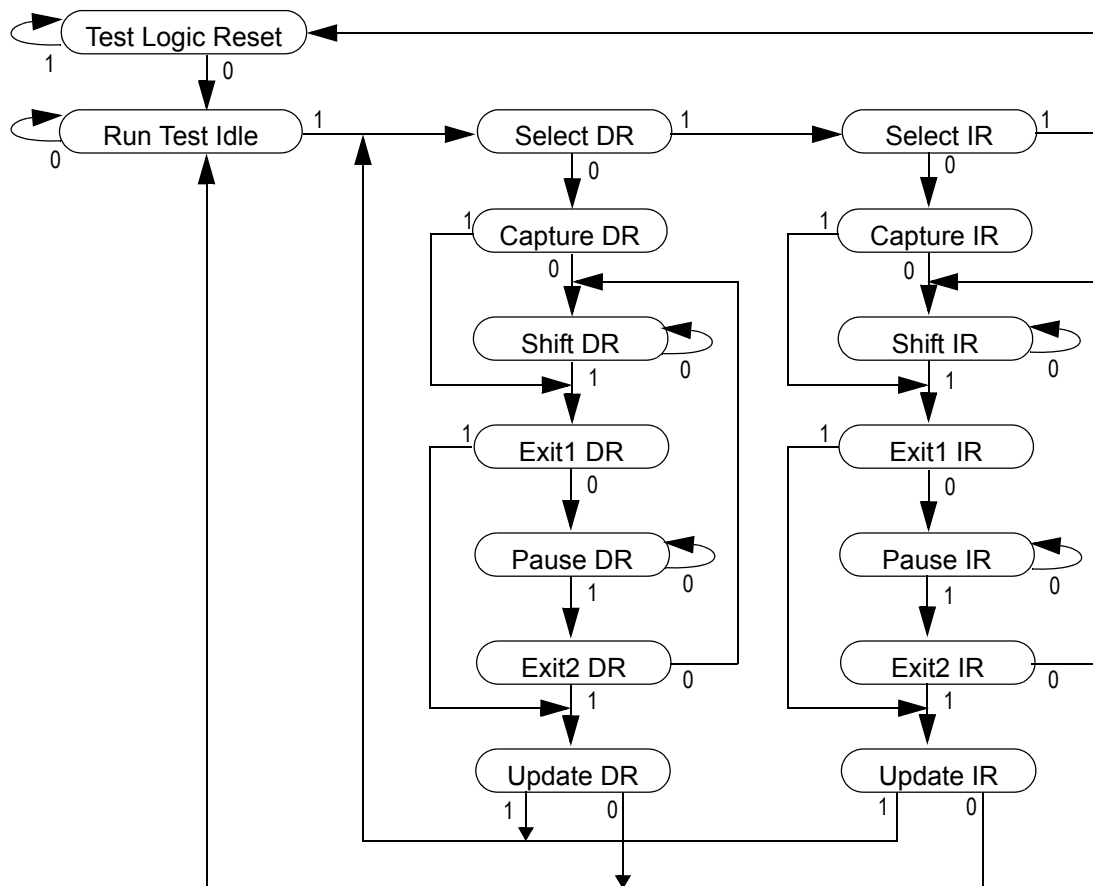 Test Logic Reset
1
0
Run Test Idle
1
0
Select DR
1
0
Select IR
1
0
1
Capture DR
0
1
Capture IR
0
Shift DR
0
1
Shift IR
0
1
1
Exit1 DR
0
1
Exit1 IR
0
Pause DR
0
1
Pause IR
0
1
Exit2 DR
0
1
Exit2 IR
0
1
Update DR
1
0
Update IR
1
0